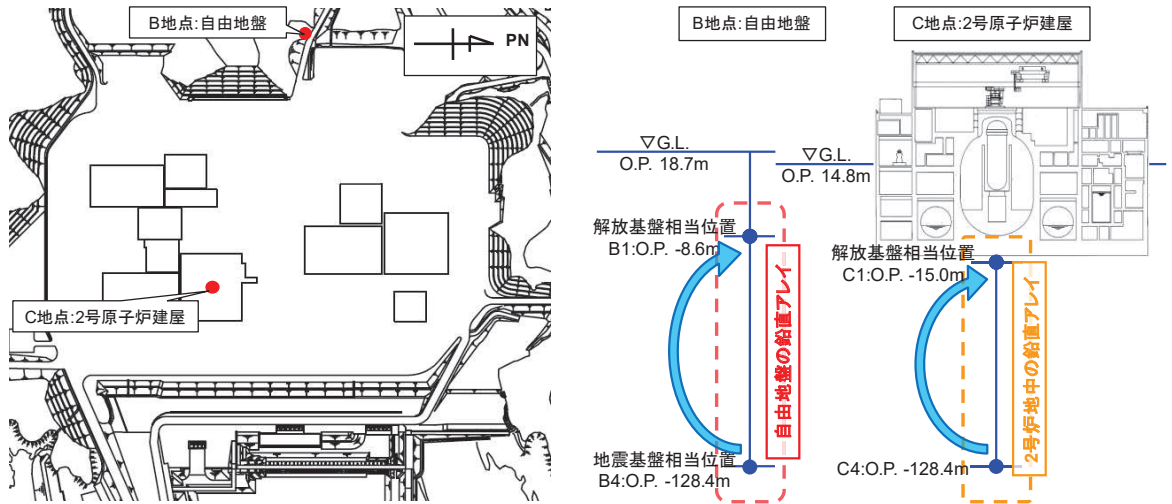 B地点:自由地盤
PN
C地点:2号原子炉建屋
B地点:自由地盤
▽G.L.
O.P. 18.7m
解放基盤相当位置
B1:O.P. -8.6m
自由地盤の鉛直アレイ
地震基盤相当位置
B4:O.P. -128.4m
C地点:2号原子炉建屋
▽G.L.
O.P. 14.8m
解放基盤相当位置
C1:O.P. -15.0m
2号炉地中の鉛直アレイ
C4:O.P. -128.4m